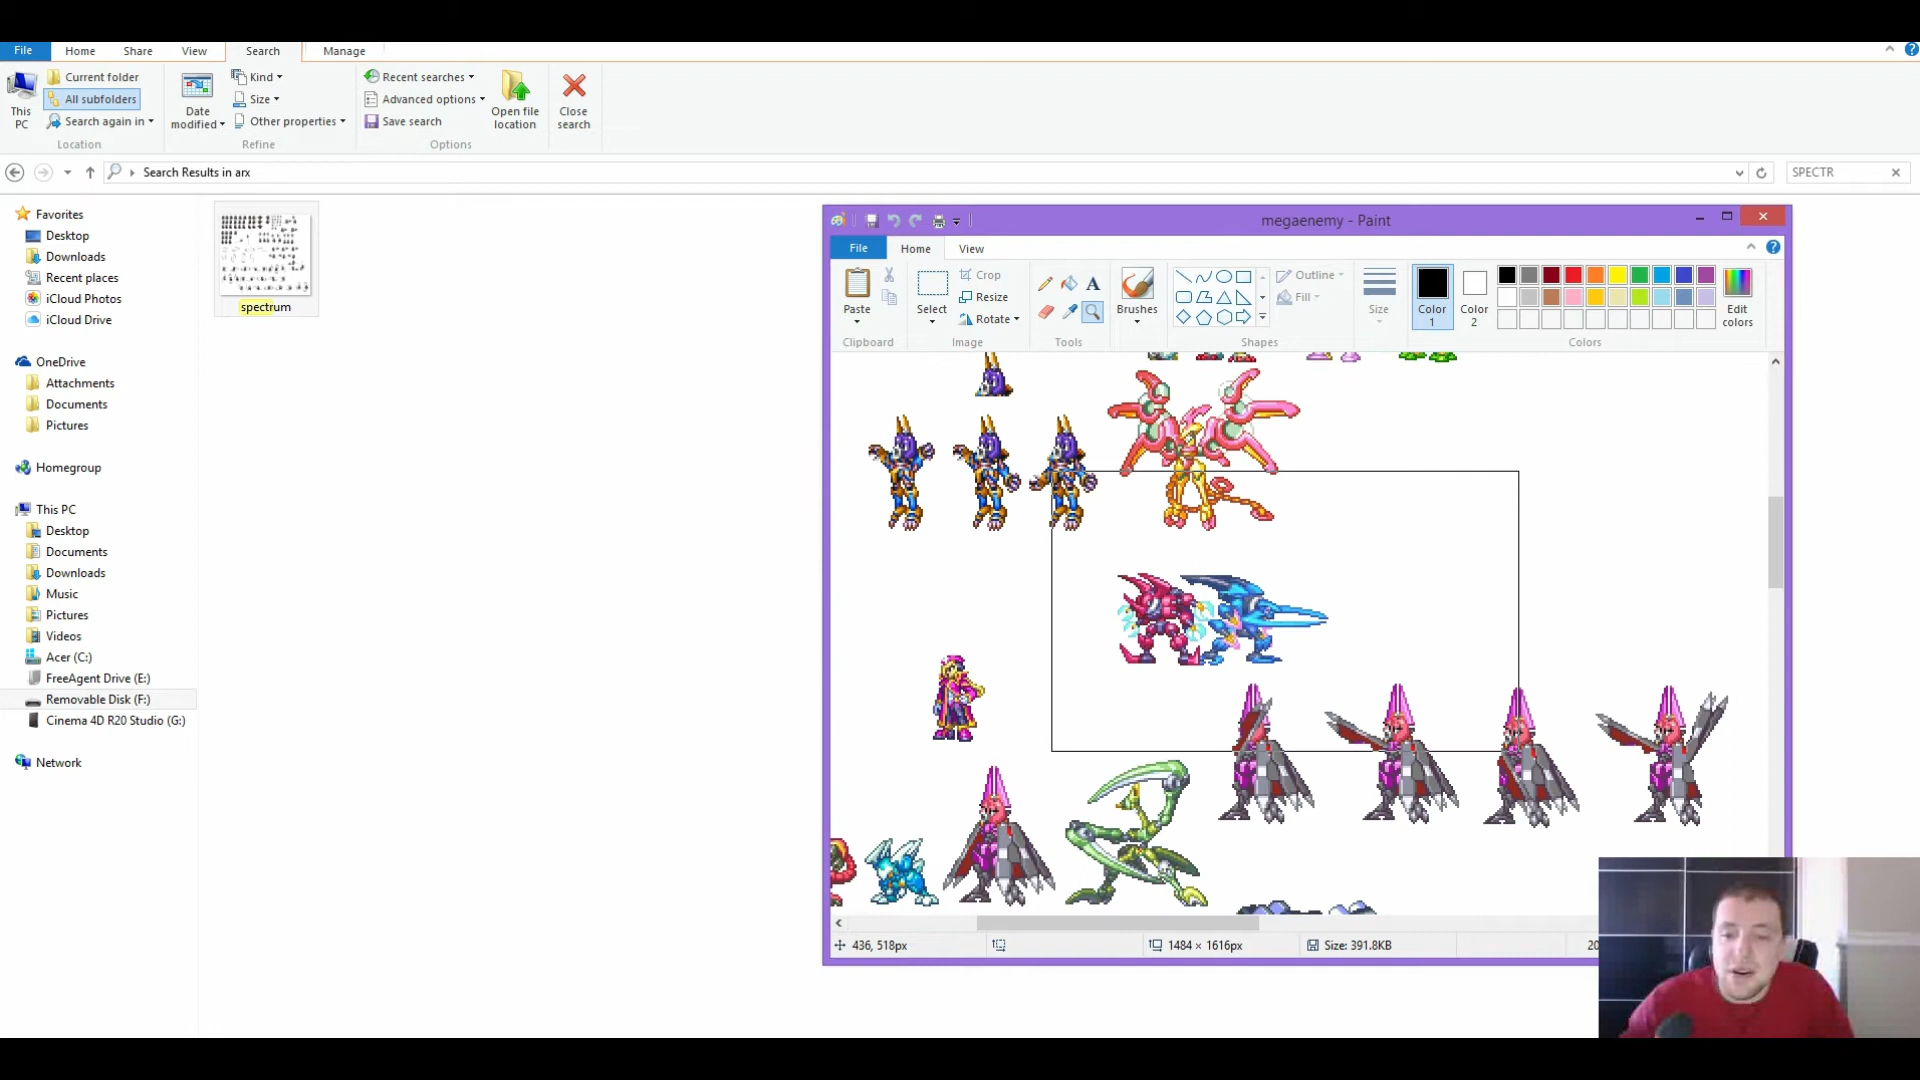 File Home Share View Search Manage
Current folder
All subfolders
Search again in
This PC
Location
Date modified
Kind
Size
Other properties
Refine
Recent searches
Advanced options
Save search
Open file location
Options
Close search
Search Results in arx
SPECTR
Favorites
Desktop
Downloads
Recent places
iCloud Photos
iCloud Drive
OneDrive
Attachments
Documents
Pictures
Homegroup
This PC
Desktop
Documents
Downloads
Music
Pictures
Videos
Acer (C:)
FreeAgent Drive (E:)
Removable Disk (F:)
Cinema 4D R20 Studio (G:)
Network
spectrum
megaenemy - Paint
File Home View
Paste
Clipboard
Select
Crop
Resize
Rotate
Image
A
Tools
Brushes
Outline
Fill
Shapes
Size
Color 1
Color 2
Edit colors
Colors
436, 518px
1484 × 1616px
Size: 391.8KB
20